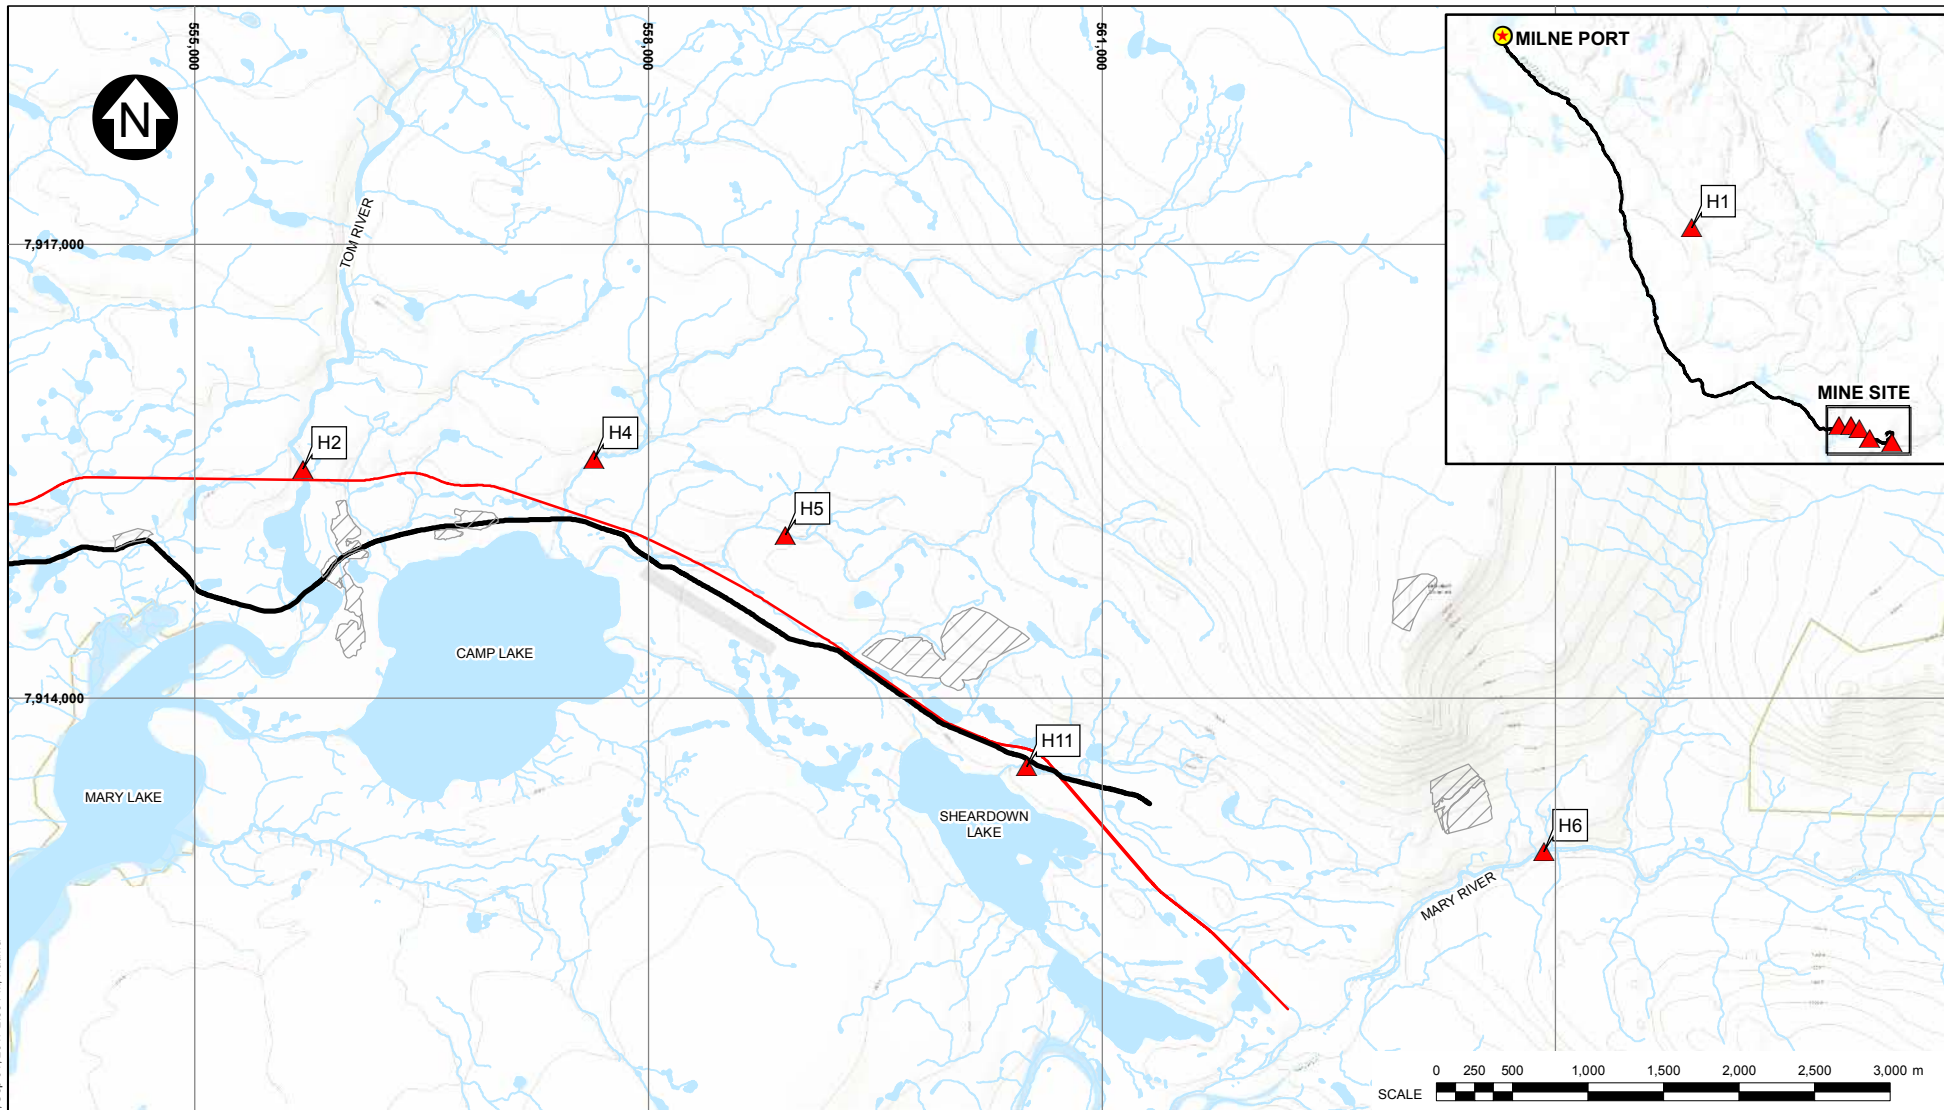 555,000
558,000
561,000
MILNE PORT
N
H1
TOM RIVER
7,917,000
MINE SITE
H2
H4
H5
CAMP LAKE
7,914,000
H11
MARY LAKE
SHEARDOWN
LAKE
H6
MARY RIVER
0 250 500 1,000 1,500 2,000 2,500 3,000 m
SCALE